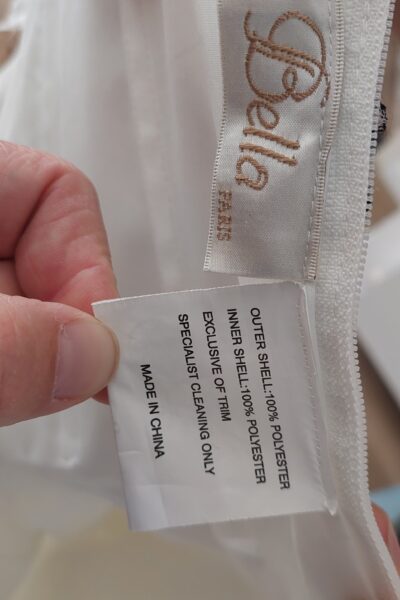 Bella
PARIS
OUTER SHELL:100% POLYESTER
INNER SHELL:100% POLYESTER
EXCLUSIVE OF TRIM
SPECIALIST CLEANING ONLY
MADE IN CHINA